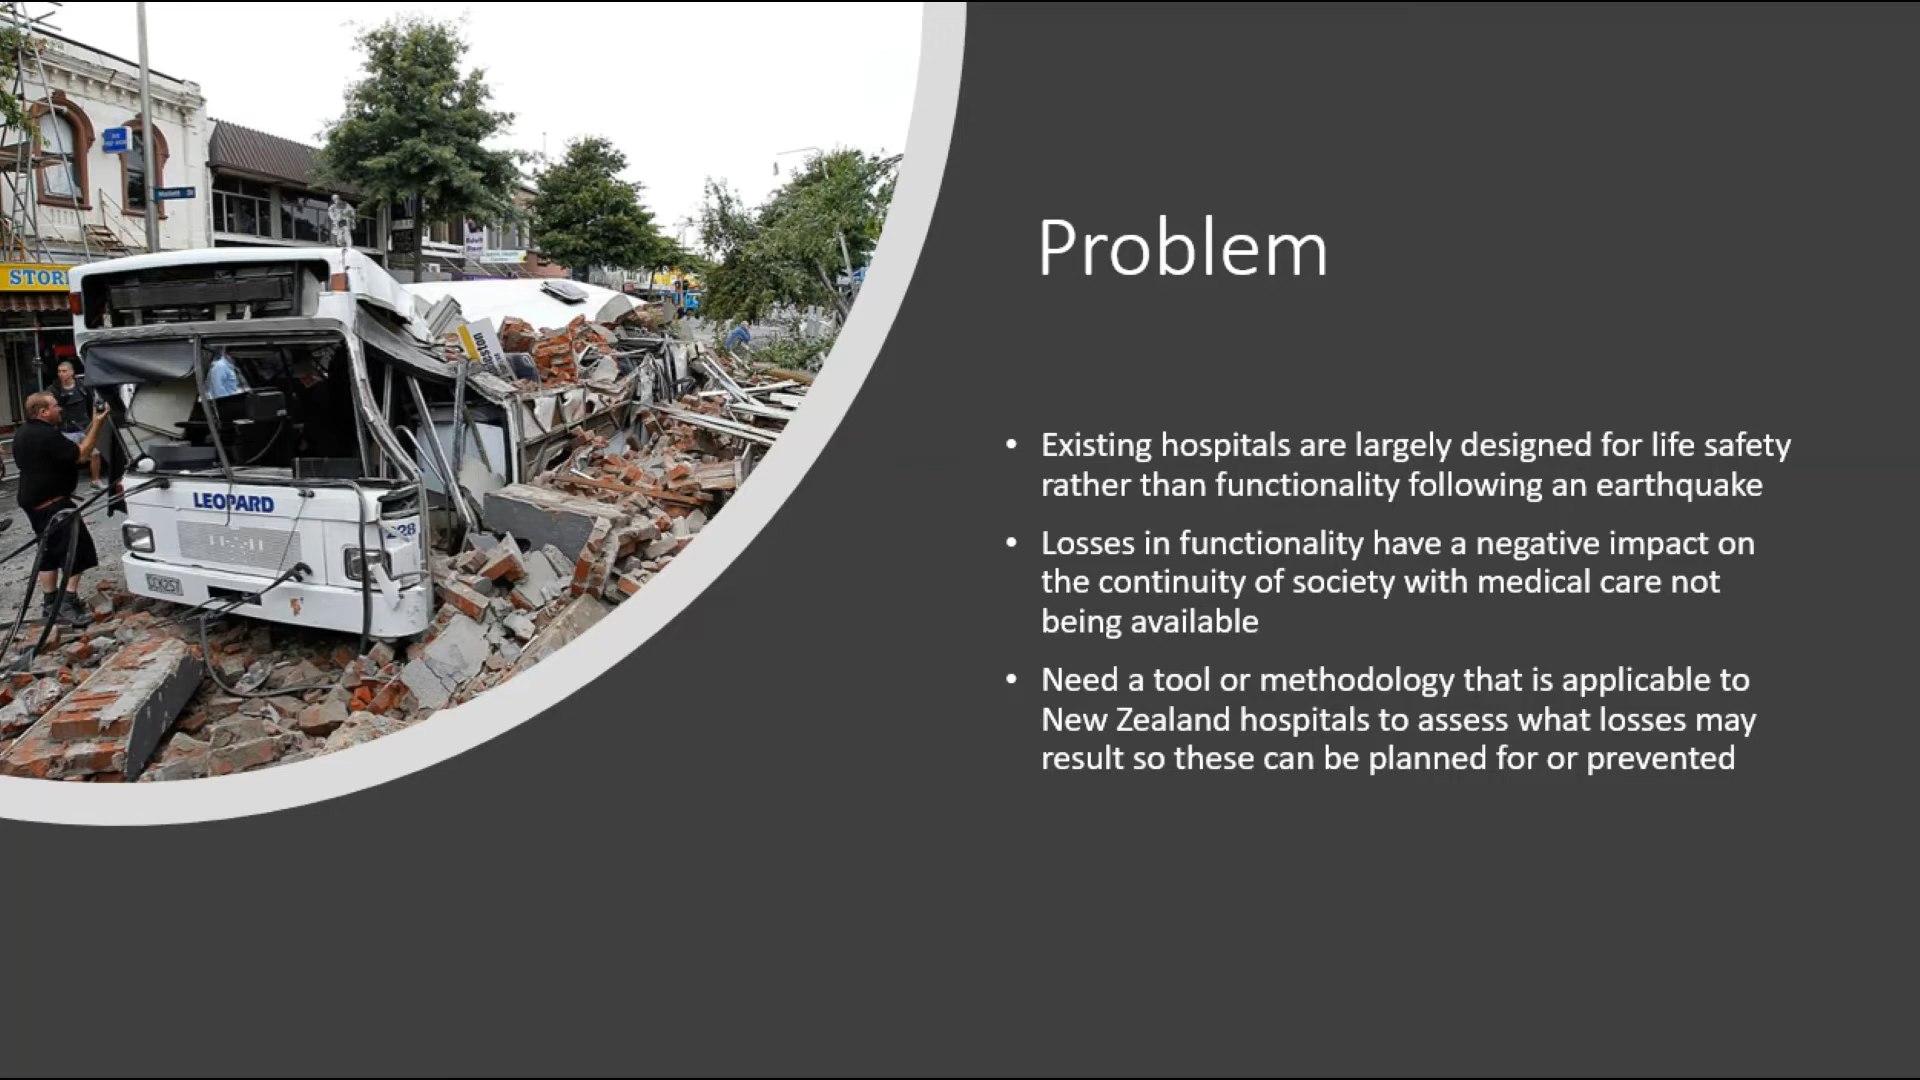 STOR
LEOPARD
Problem
• Existing hospitals are largely designed for life safety
rather than functionality following an earthquake
• Losses in functionality have a negative impact on
the continuity of society with medical care not
being available
• Need a tool or methodology that is applicable to
New Zealand hospitals to assess what losses may
result so these can be planned for or prevented